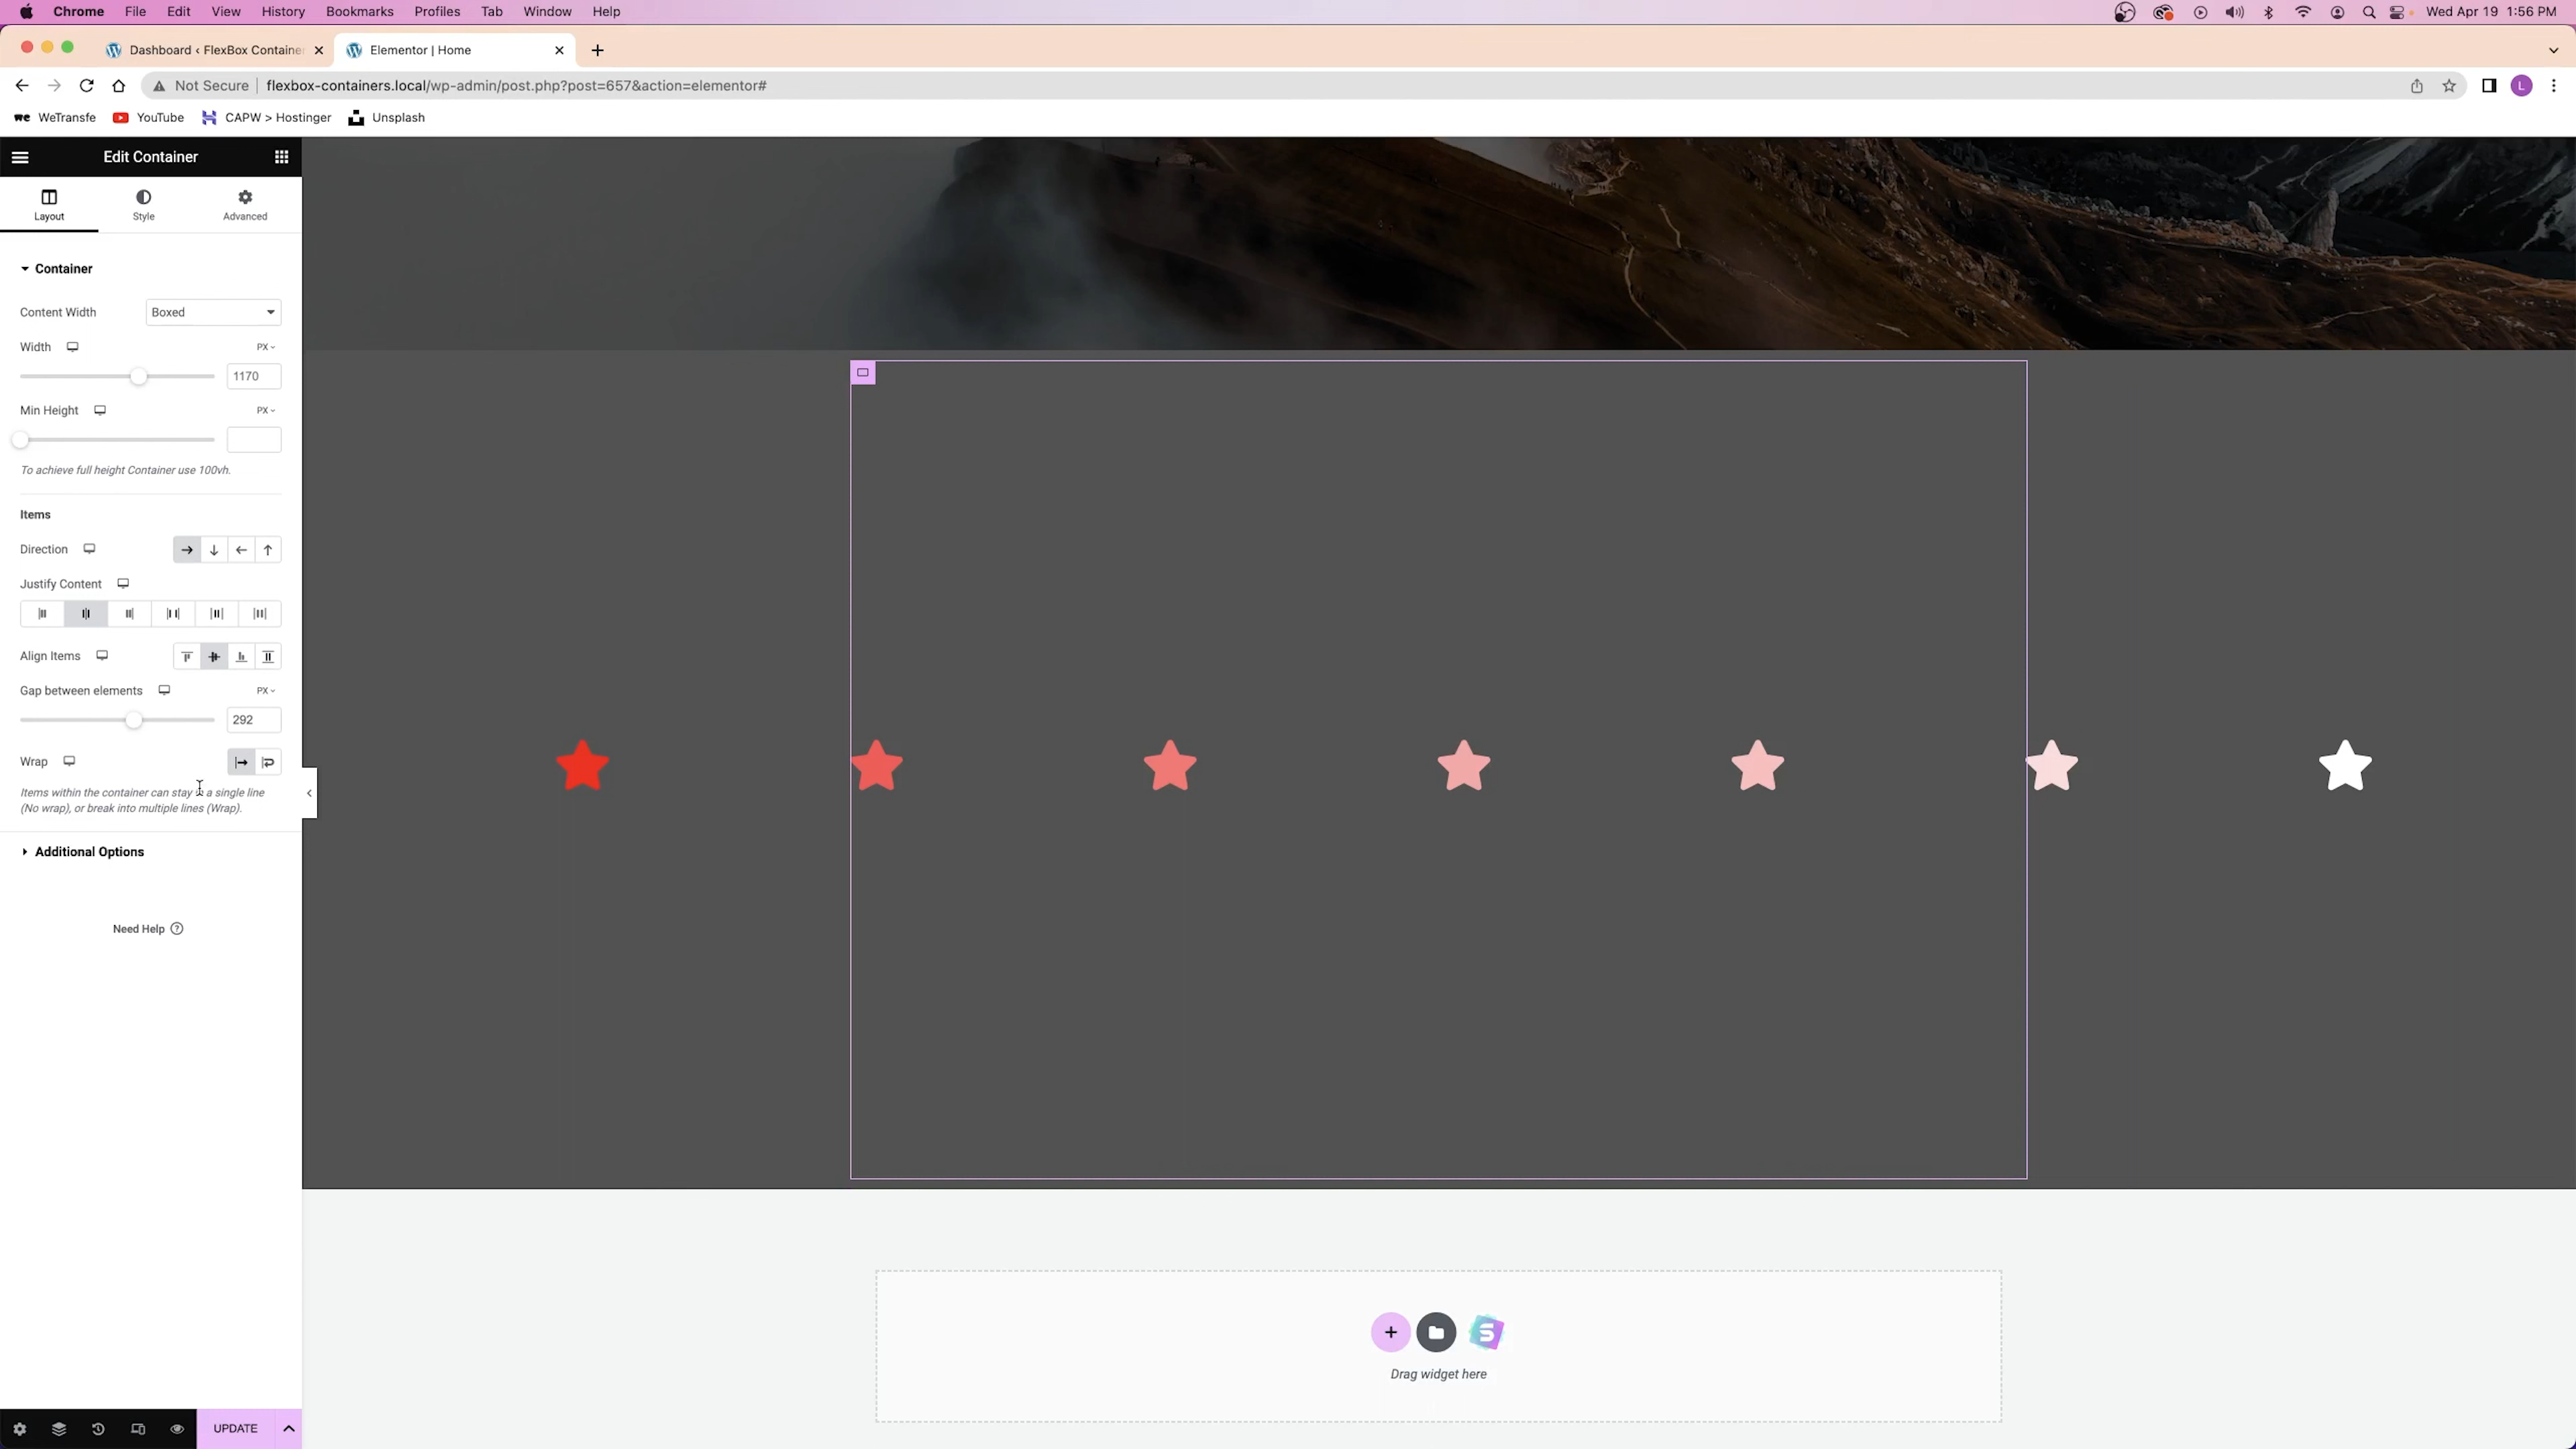 Chrome File Edit View History Bookmarks Profiles Tab Window Help Wed Apr 19 1:56 PM
Dashboard ‹ FlexBox Container Elementor | Home
Not Secure flexbox-containers.local/wp-admin/post.php?post=657&action=elementor# L
we WeTransfe YouTube CAPW > Hostinger Unsplash
Edit Container
Layout Style Advanced
Container
Content Width Boxed
Width PX
1170
Min Height PX
To achieve full height Container use 100vh.
Items
Direction
Justify Content
Align Items
Gap between elements PX
292
Wrap
Items within the container can stay a single line
(No wrap), or break into multiple lines (Wrap).
Additional Options
Need Help ?
S
Drag widget here
UPDATE